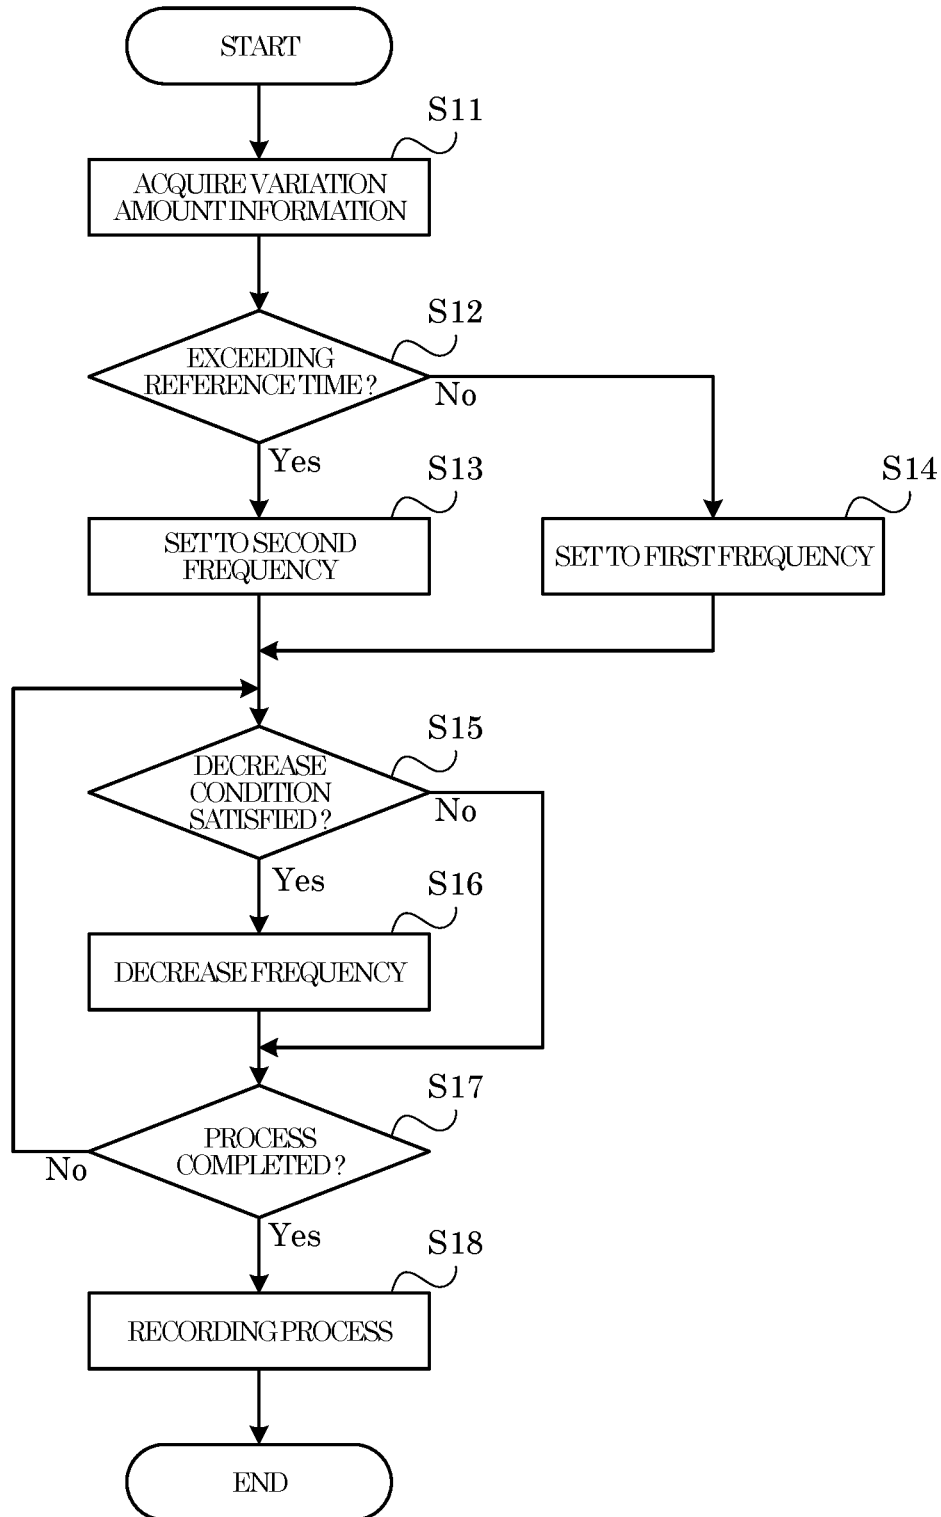 START
S11
ACQUIRE VARIATION
AMOUNT INFORMATION
S12
EXCEEDING
REFERENCE TIME ?
No
Yes
S13
SET TO SECOND
FREQUENCY
S14
SET TO FIRST FREQUENCY
S15
DECREASE
CONDITION
SATISFIED ?
No
Yes
S16
DECREASE FREQUENCY
S17
PROCESS
COMPLETED ?
No
Yes
S18
RECORDING PROCESS
END